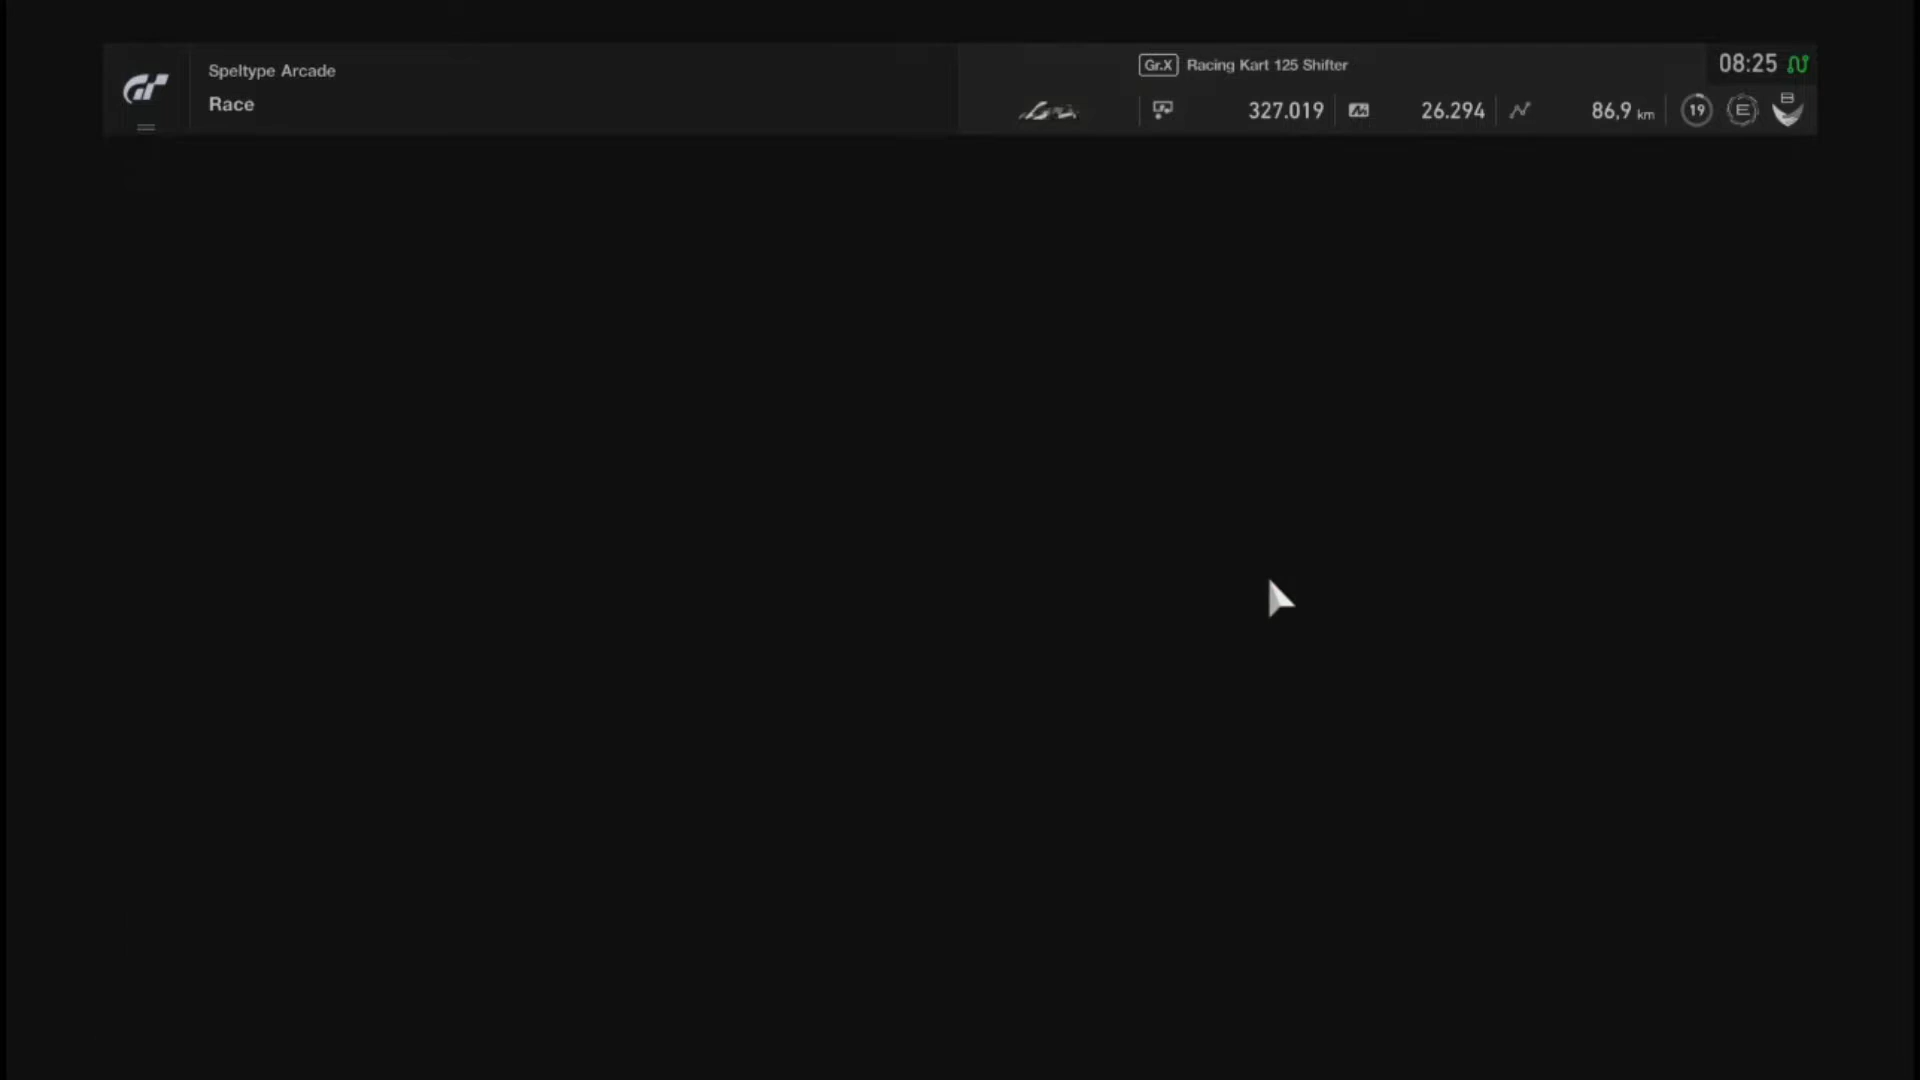 Speltype Arcade
Race
Gr.X Racing Kart 125 Shifter
08:25
327.019 26.294 86,9 km 19 E B